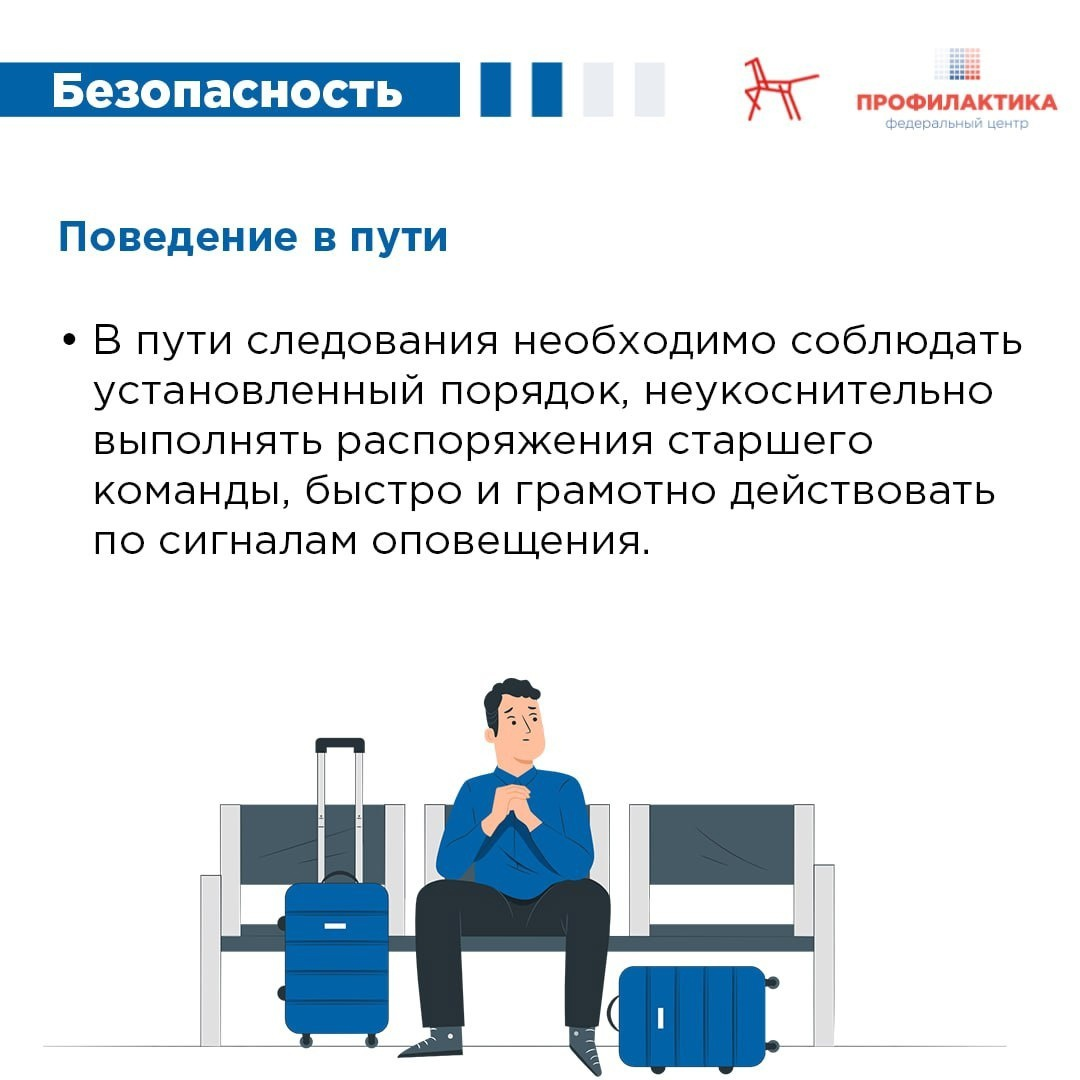 Безопасность
ПРОФИЛАКТИКА
федеральный центр
Поведение в пути
• В пути следования необходимо соблюдать
установленный порядок, неукоснительно
выполнять распоряжения старшего
команды, быстро и грамотно действовать
по сигналам оповещения.